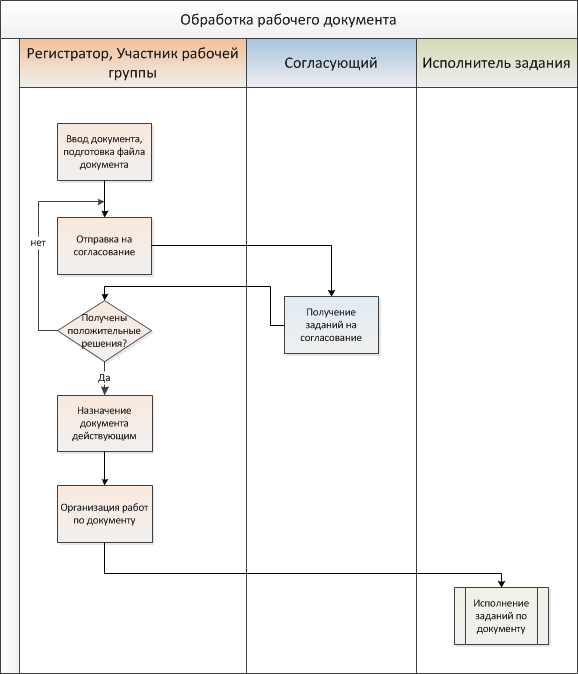 Обработка рабочего документа
Регистратор, Участник рабочей
группы
Согласующий
Исполнитель задания
Ввод документа,
подготовка файла
документа
нет
Отправка на
согласование
Получение
заданий на
согласование
Получены
положительные
решения?
Да
Назначение
документа
действующим
Организация работ
по документу
Исполнение
заданий по
документу